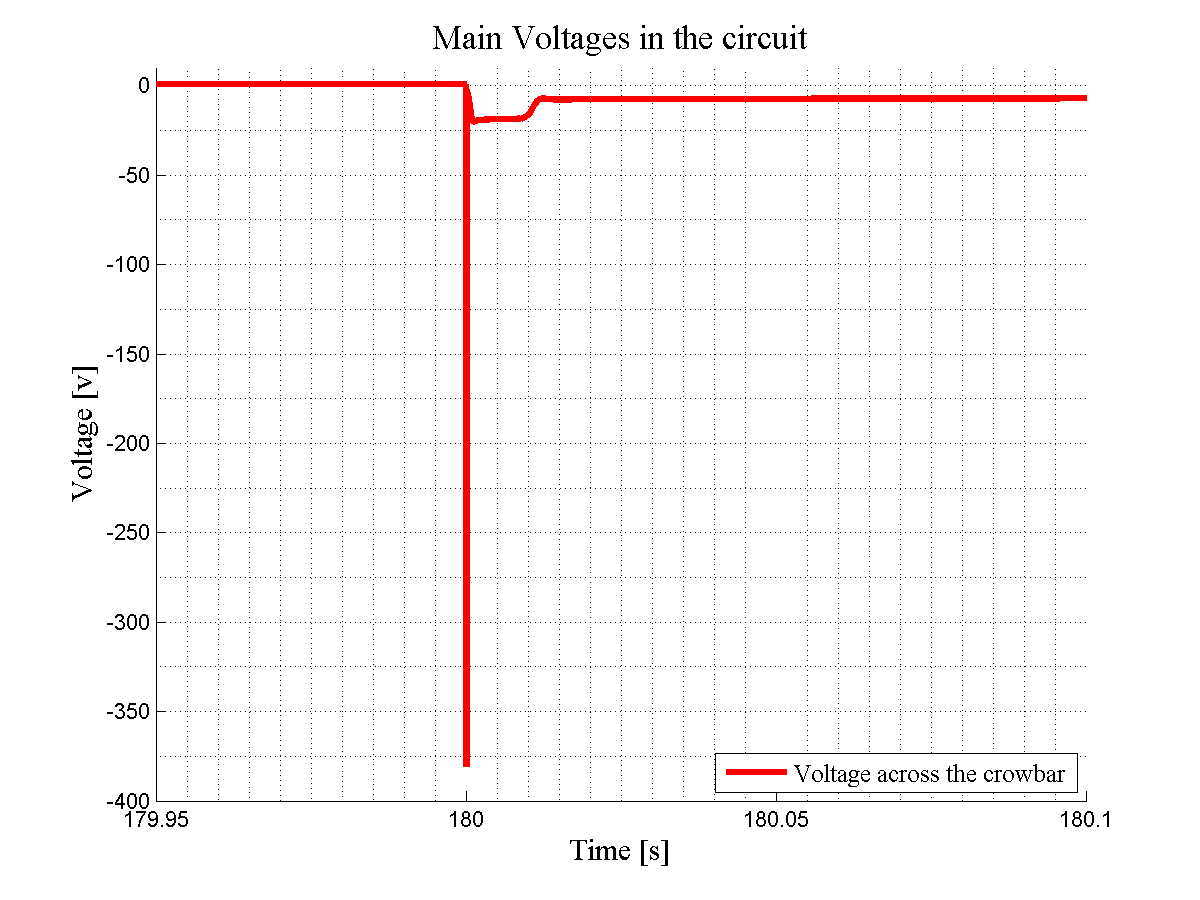 Main Voltages in the circuit
0
-50
-100
-150
-200
-250
-300
-350
-400
Voltage [v]
Voltage across the crowbar
179.95 180 180.05 180.1
Time [s]